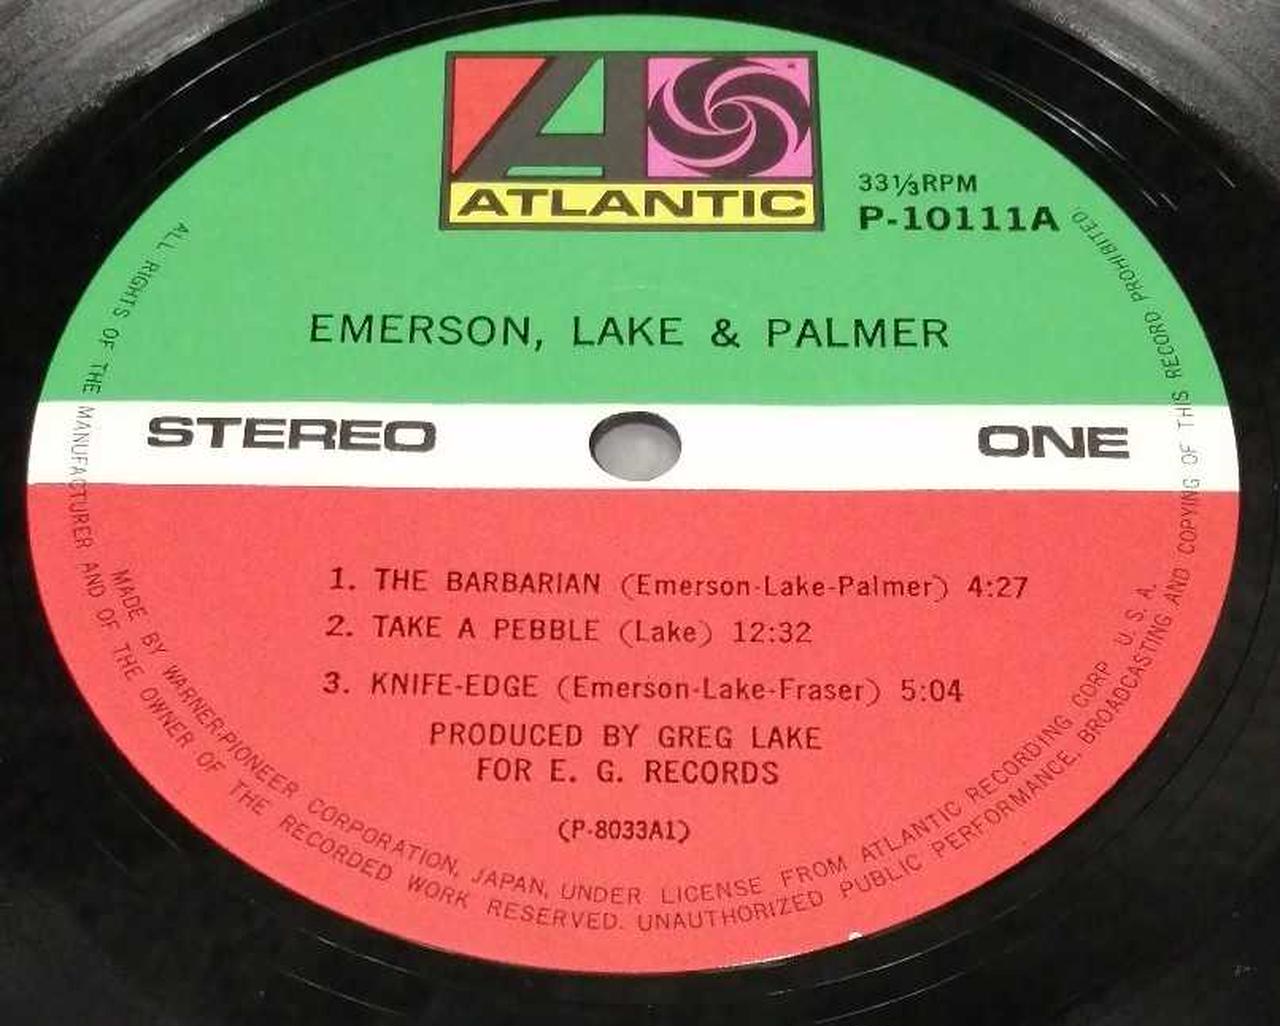 ATLANTIC
33⅓RPM
P-10111A
EMERSON, LAKE & PALMER
STEREO
ONE
1. THE BARBARIAN (Emerson-Lake-Palmer) 4:27
2. TAKE A PEBBLE (Lake) 12:32
3. KNIFE-EDGE (Emerson-Lake-Fraser) 5:04
PRODUCED BY GREG LAKE
FOR E. G. RECORDS
(P-8033A1)
MADE BY WARNER-PIONEER CORPORATION, JAPAN, UNDER LICENSE FROM ATLANTIC RECORDING CORP U. S. A.
ALL RIGHTS OF THE MANUFACTURER AND OF THE OWNER OF THE RECORDED WORK RESERVED. UNAUTHORIZED PUBLIC PERFORMANCE, BROADCASTING AND COPYING OF THIS RECORD PROHIBITED